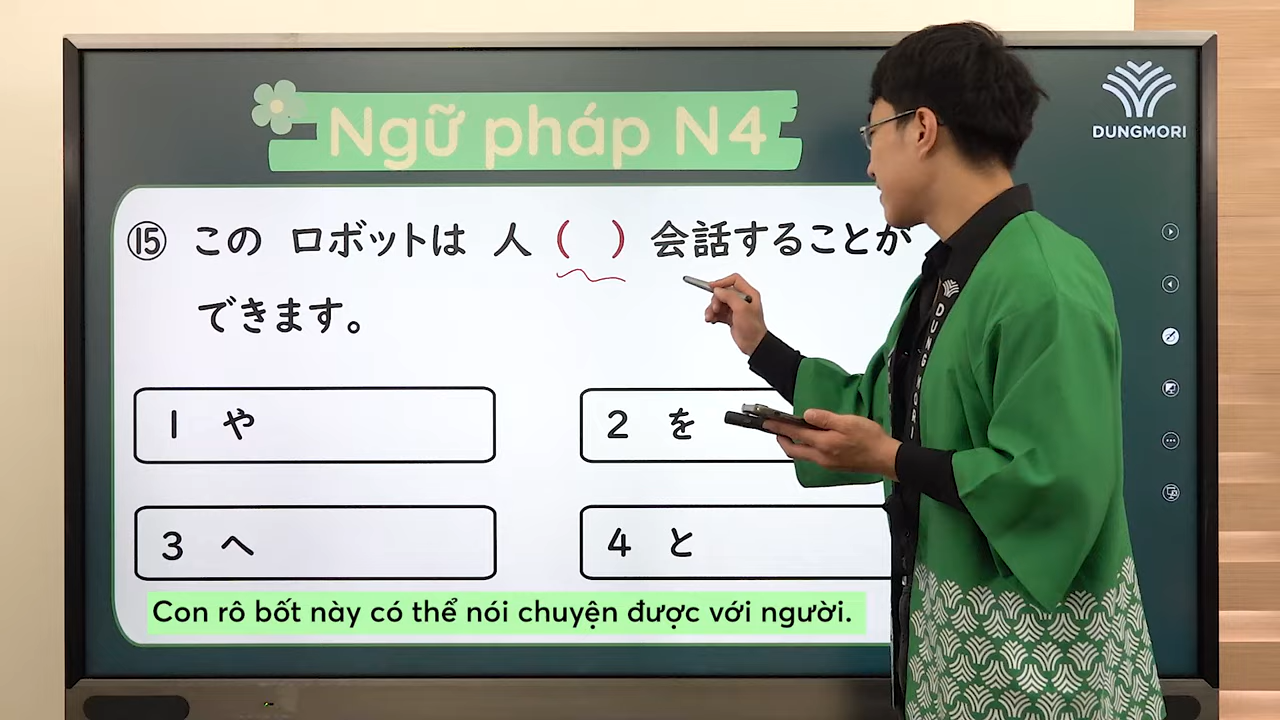 Ngữ pháp N4
DUNGMORI
⑮ この ロボットは 人 ( ) 会話することが
できます。
1 や
2 を
3 へ
4 と
Con rô bốt này có thể nói chuyện được với người.
DUNGMORI